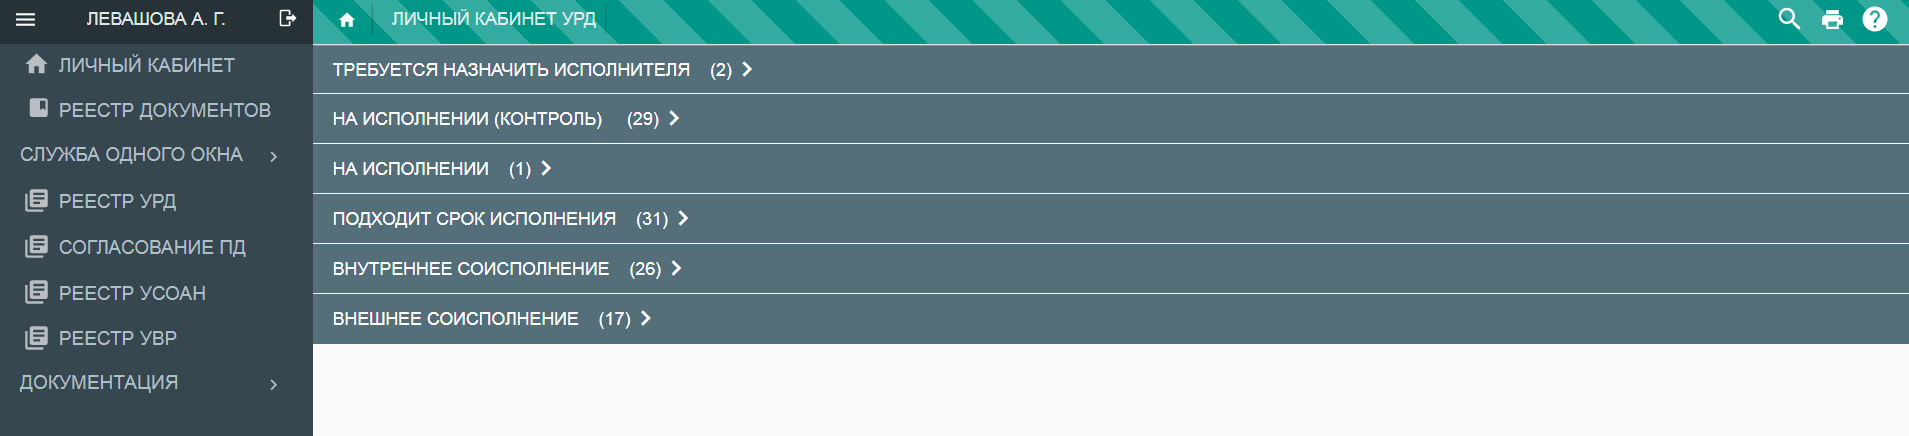 ЛЕВАШОВА А. Г.
ЛИЧНЫЙ КАБИНЕТ
РЕЕСТР ДОКУМЕНТОВ
СЛУЖБА ОДНОГО ОКНА
РЕЕСТР УРД
СОГЛАСОВАНИЕ ПД
РЕЕСТР УСОАН
РЕЕСТР УВР
ДОКУМЕНТАЦИЯ
ЛИЧНЫЙ КАБИНЕТ УРД
ТРЕБУЕТСЯ НАЗНАЧИТЬ ИСПОЛНИТЕЛЯ (2)
НА ИСПОЛНЕНИИ (КОНТРОЛЬ) (29)
НА ИСПОЛНЕНИИ (1)
ПОДХОДИТ СРОК ИСПОЛНЕНИЯ (31)
ВНУТРЕННЕЕ СОИСПОЛНЕНИЕ (26)
ВНЕШНЕЕ СОИСПОЛНЕНИЕ (17)